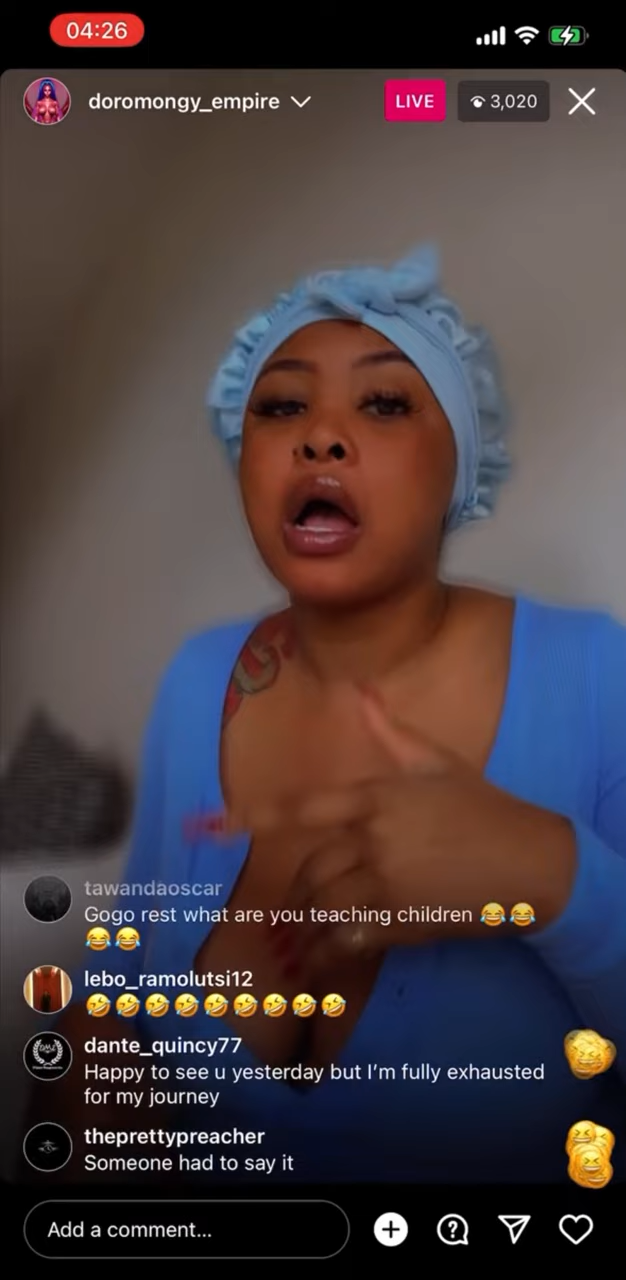 04:26
doromongy_empire
LIVE
3,020
tawandaoscar
Gogo rest what are you teaching children 😂😂
😂😂
lebo_ramolutsi12
🤣🤣🤣🤣🤣🤣🤣🤣🤣
dante_quincy77
Happy to see u yesterday but I’m fully exhausted
for my journey
theprettypreacher
Someone had to say it
Add a comment...